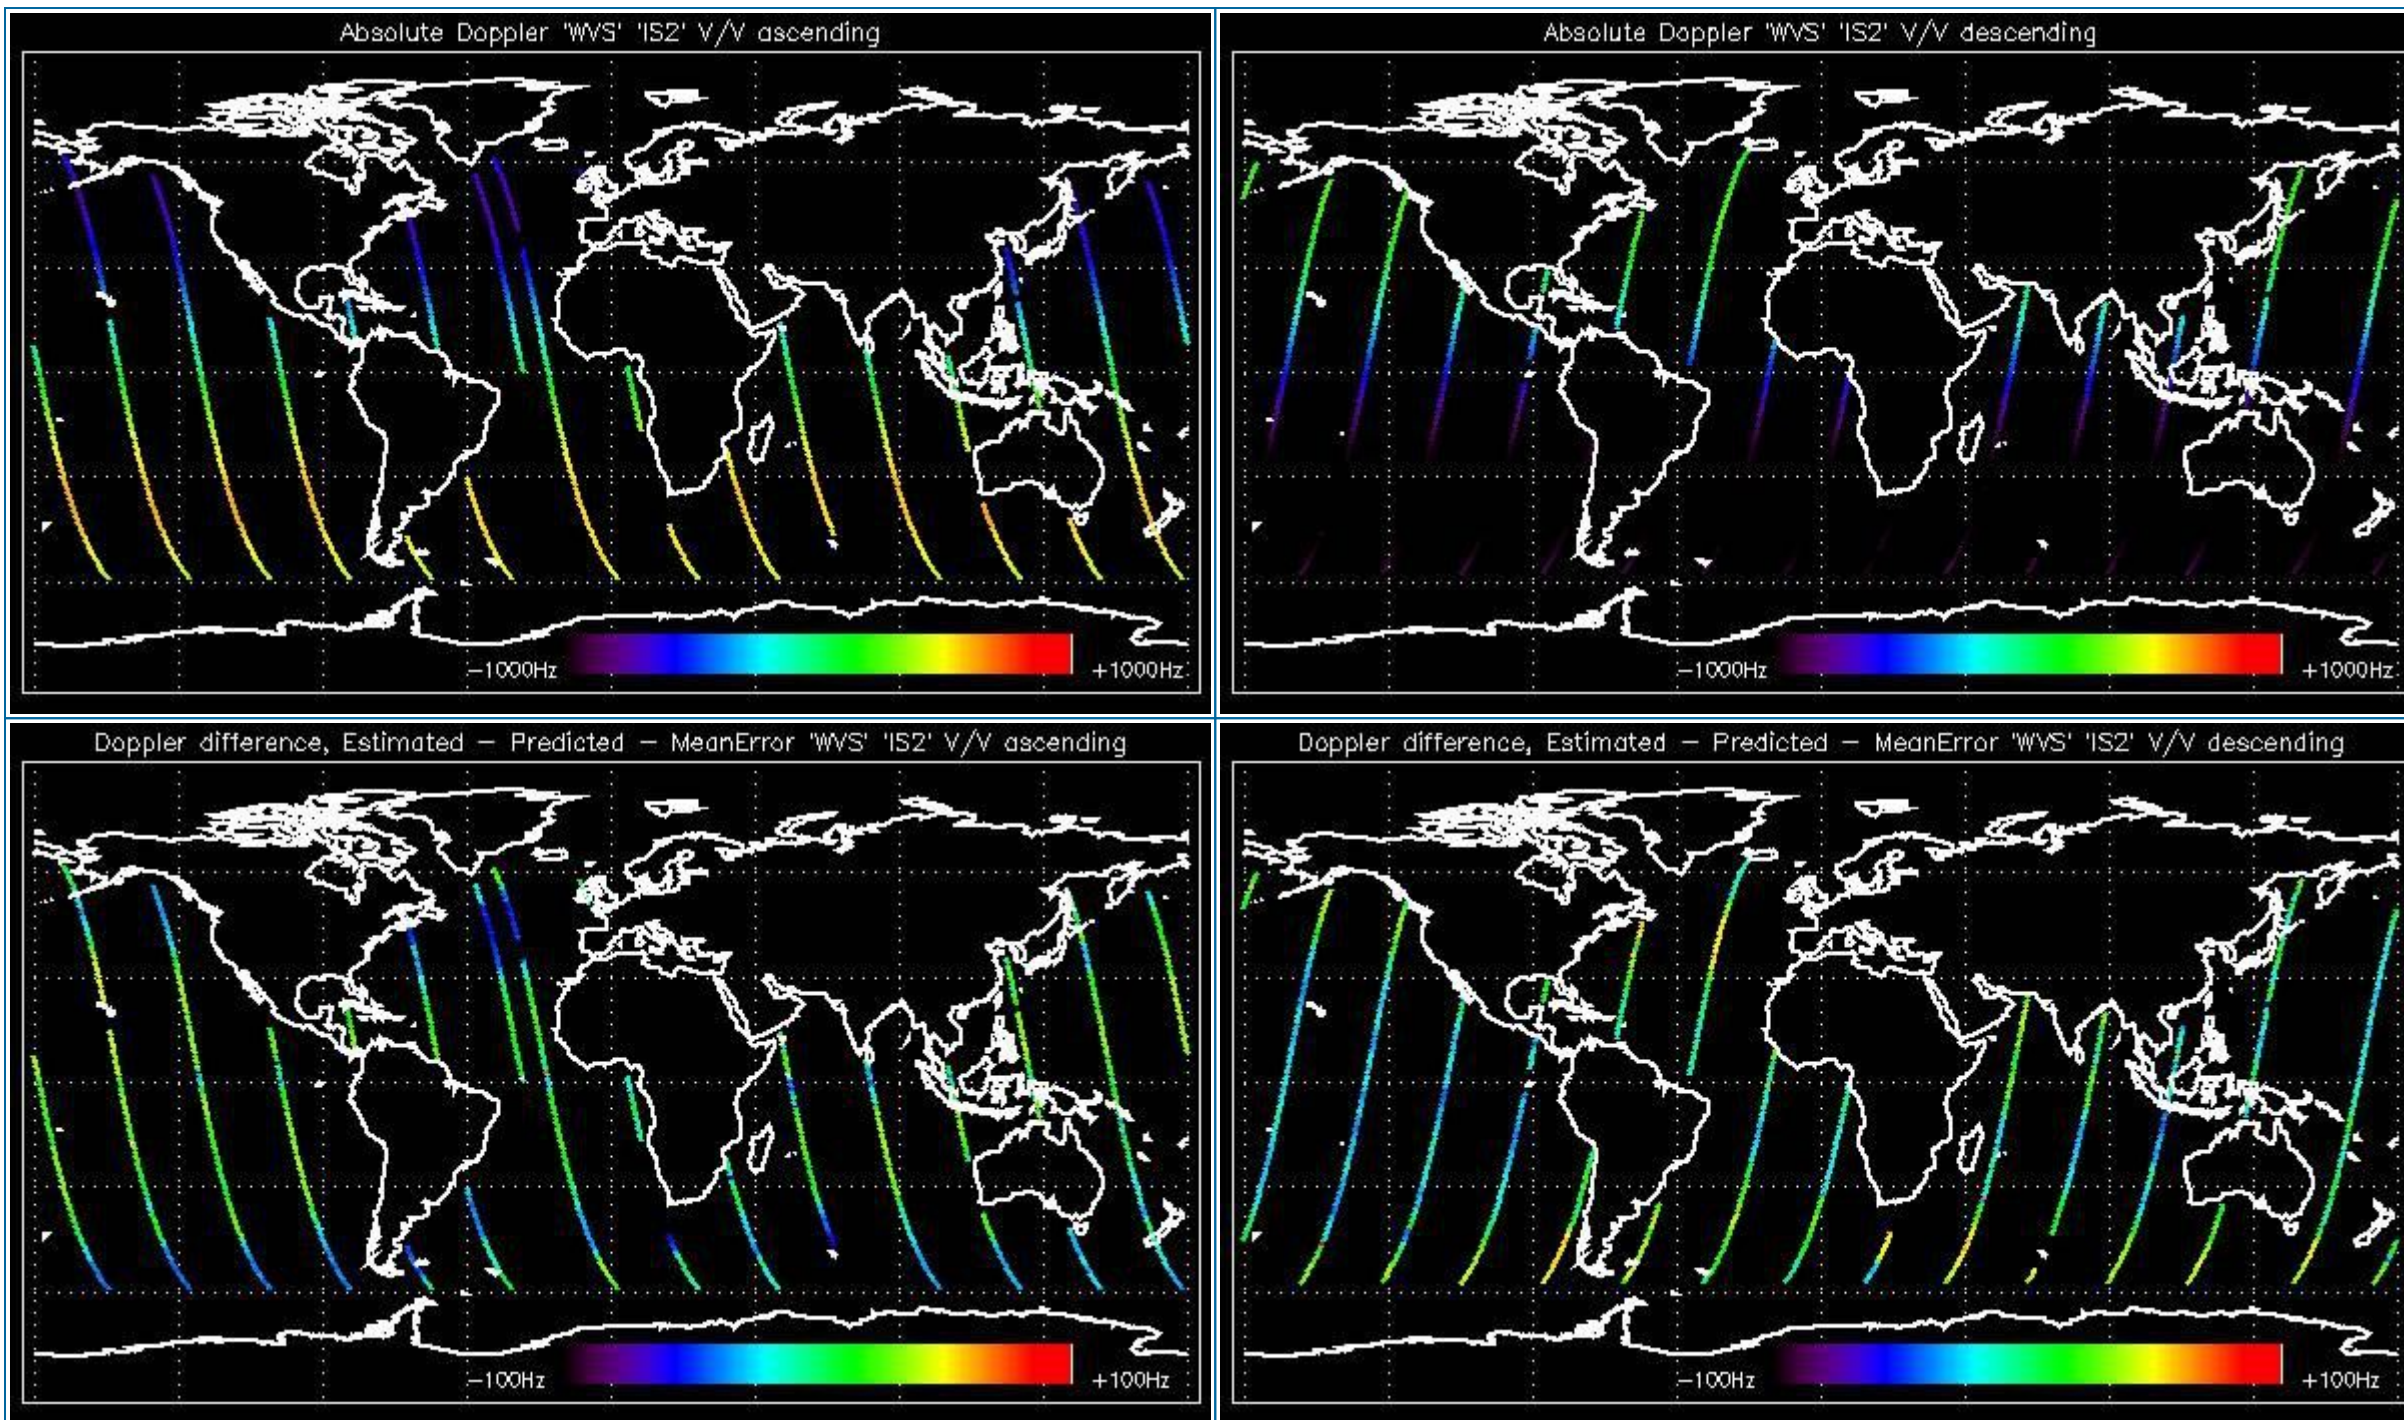 Absolute Doppler 'WVS' 'IS2' V/V ascending
-1000Hz
+1000Hz
Absolute Doppler 'WVS' 'IS2' V/V descending
-1000Hz
+1000Hz
Doppler difference, Estimated - Predicted - MeanError 'WVS' 'IS2' V/V ascending
-100Hz
+100Hz
Doppler difference, Estimated - Predicted - MeanError 'WVS' 'IS2' V/V descending
-100Hz
+100Hz